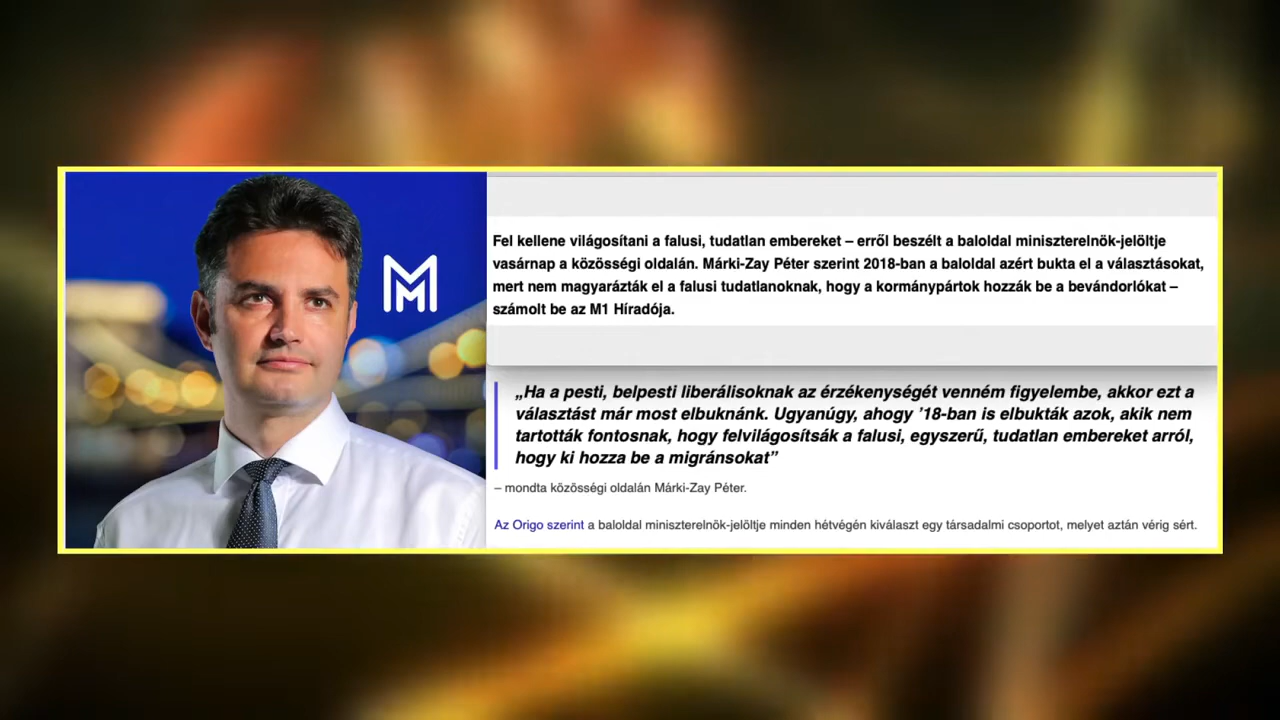 MM
Fel kellene világosítani a falusi, tudatlan embereket – erről beszélt a baloldal miniszterelnök-jelöltje
vasárnap a közösségi oldalán. Márki-Zay Péter szerint 2018-ban a baloldal azért bukta el a választásokat,
mert nem magyarázták el a falusi tudatlanoknak, hogy a kormánypártok hozzák be a bevándorlókat –
számolt be az M1 Híradója.
„Ha a pesti, belpesti liberálisoknak az érzékenységét venném figyelembe, akkor ezt a
választást már most elbuknánk. Ugyanúgy, ahogy ’18-ban is elbukták azok, akik nem
tartották fontosnak, hogy felvilágosítsák a falusi, egyszerű, tudatlan embereket arról,
hogy ki hozza be a migránsokat”
– mondta közösségi oldalán Márki-Zay Péter.
Az Origo szerint a baloldal miniszterelnök-jelöltje minden hétvégén kiválaszt egy társadalmi csoportot, melyet aztán vérig sért.